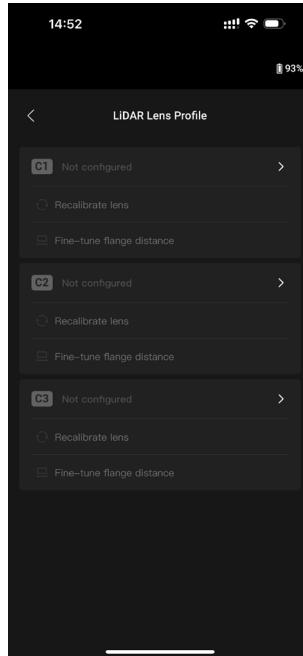 14:52
93%
LiDAR Lens Profile
C1 Not configured
Recalibrate lens
Fine-tune flange distance
C2 Not configured
Recalibrate lens
Fine-tune flange distance
C3 Not configured
Recalibrate lens
Fine-tune flange distance